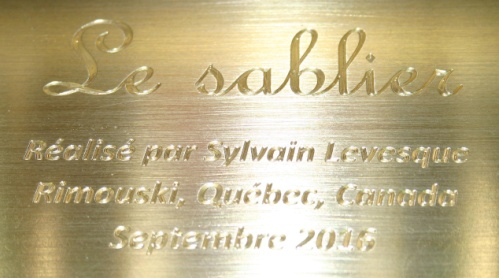 Le sablier
Réalisé par Sylvain Levesque
Rimouski, Québec, Canada
Septembre 2016